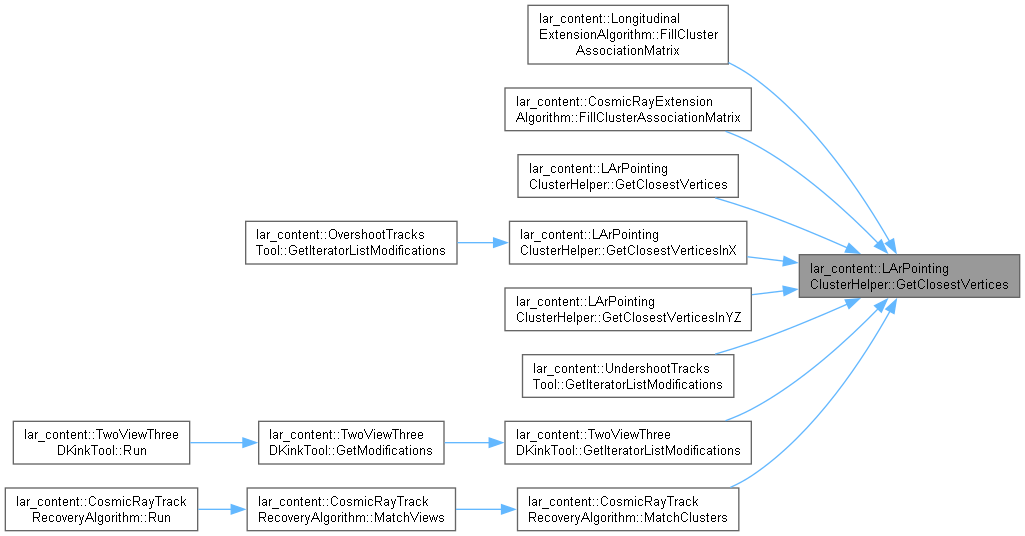 lar_content::Longitudinal
ExtensionAlgorithm::FillCluster
AssociationMatrix
lar_content::CosmicRayExtension
Algorithm::FillClusterAssociationMatrix
lar_content::LArPointing
ClusterHelper::GetClosestVertices
lar_content::OvershootTracks
Tool::GetIteratorListModifications
lar_content::LArPointing
ClusterHelper::GetClosestVerticesInX
lar_content::LArPointing
ClusterHelper::GetClosestVertices
lar_content::LArPointing
ClusterHelper::GetClosestVerticesInYZ
lar_content::UndershootTracks
Tool::GetIteratorListModifications
lar_content::TwoViewThree
DKinkTool::Run
lar_content::TwoViewThree
DKinkTool::GetModifications
lar_content::TwoViewThree
DKinkTool::GetIteratorListModifications
lar_content::CosmicRayTrack
RecoveryAlgorithm::Run
lar_content::CosmicRayTrack
RecoveryAlgorithm::MatchViews
lar_content::CosmicRayTrack
RecoveryAlgorithm::MatchClusters